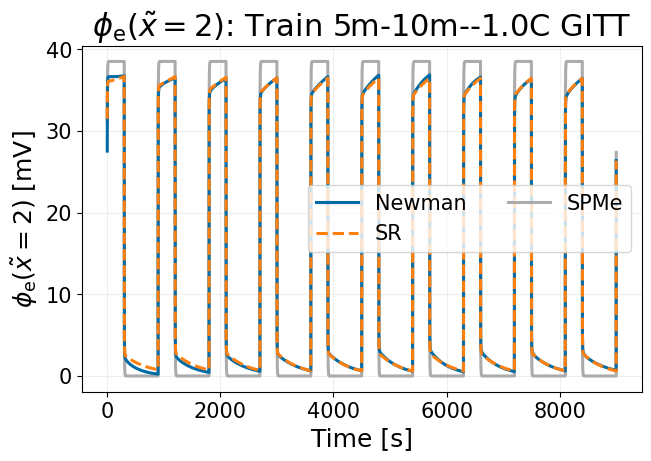 ϕe(x̃ = 2): Train 5m-10m--1.0C GITT
ϕe(x̃ = 2) [mV]
40
30
20
10
0
Newman
SR
SPMe
0 2000 4000 6000 8000
Time [s]